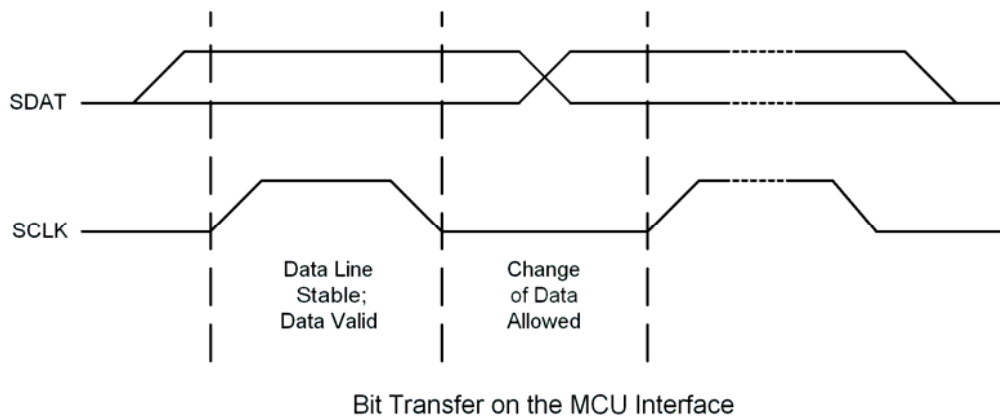 SDAT
SCLK
Data Line
Stable;
Data Valid
Change
of Data
Allowed
Bit Transfer on the MCU Interface